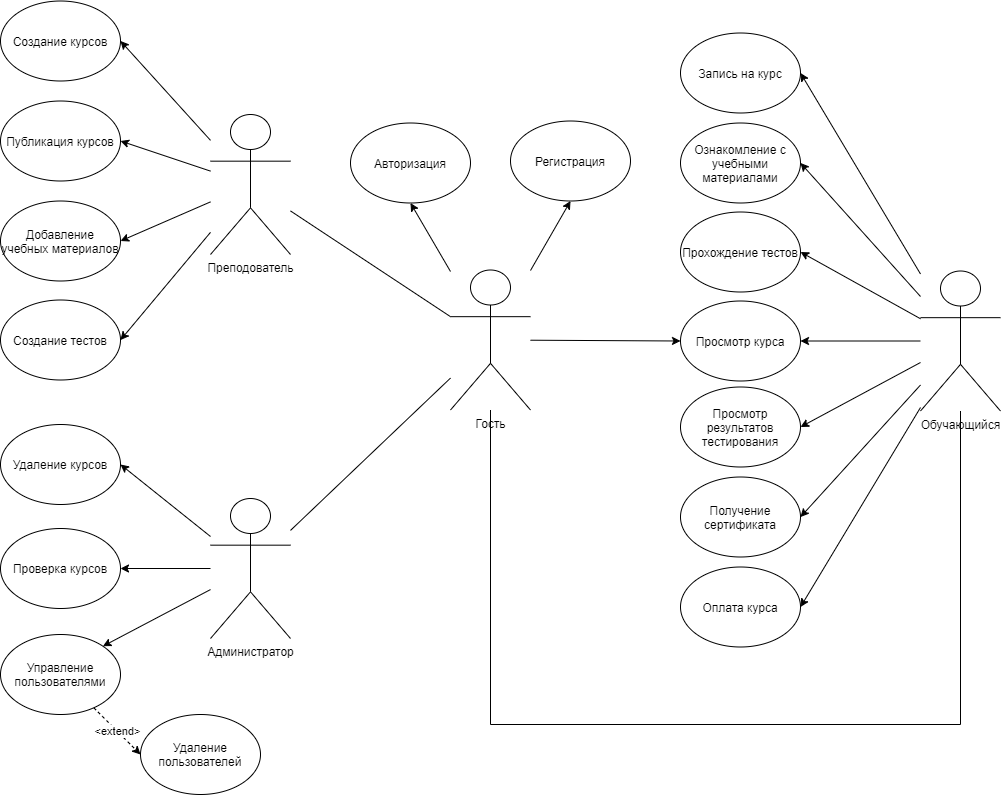 Создание курсов
Публикация курсов
Добавление
учебных материалов
Создание тестов
Преподователь
Авторизация
Регистрация
Гость
Запись на курс
Ознакомление с
учебными
материалами
Прохождение тестов
Просмотр курса
Просмотр
результатов
тестирования
Получение
сертификата
Оплата курса
Обучающийся
Удаление курсов
Проверка курсов
Управление
пользователями
Администратор
<extend>
Удаление
пользователей